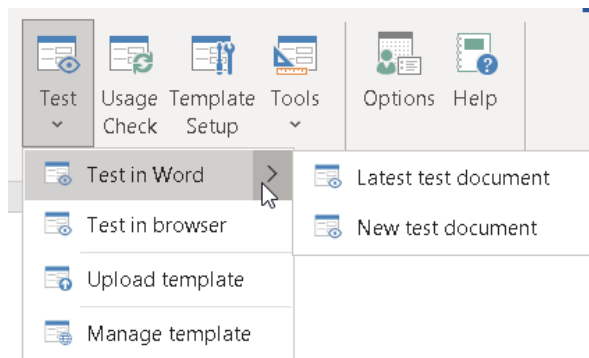 Test Usage Template Tools Options Help
Check Setup
Test in Word
Latest test document
Test in browser
New test document
Upload template
Manage template